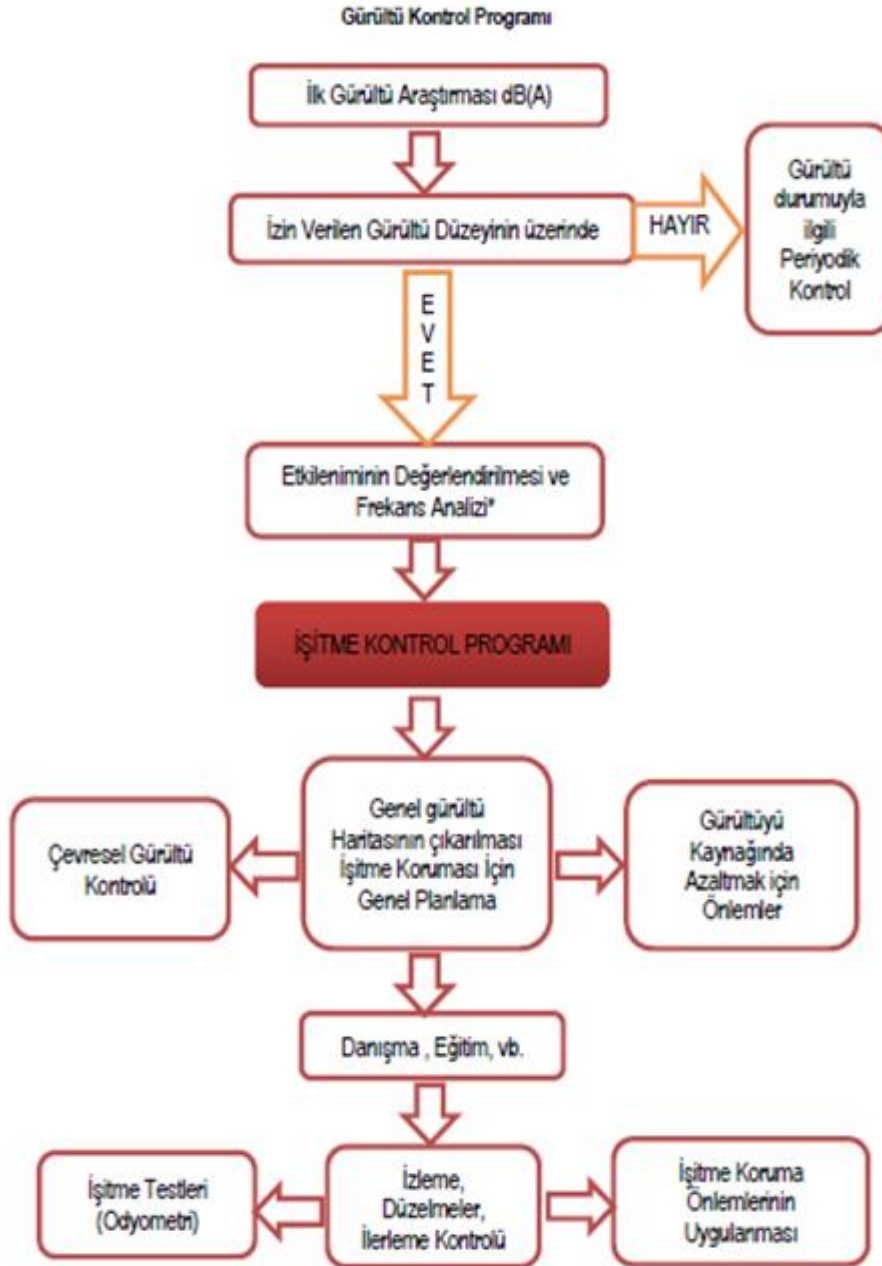 Gürültü Kontrol Programı
İlk Gürültü Araştırması dB(A)
İzin Verilen Gürültü Düzeyinin üzerinde
HAYIR
Gürültü
durumuyla
ilgili
Periyodik
Kontrol
E
V
E
T
Etkileniminin Değerlendirilmesi ve
Frekans Analizi*
İŞİTME KONTROL PROGRAMI
Çevresel Gürültü
Kontrolü
Genel gürültü
Haritasının çıkarılması
İşitme Koruması İçin
Genel Planlama
Gürültüyü
Kaynağında
Azaltmak için
Önlemler
Danışma , Eğitim, vb.
İşitme Testleri
(Odyometri)
İzleme,
Düzelmeler,
İlerleme Kontrolü
İşitme Koruma
Önlemlerinin
Uygulanması